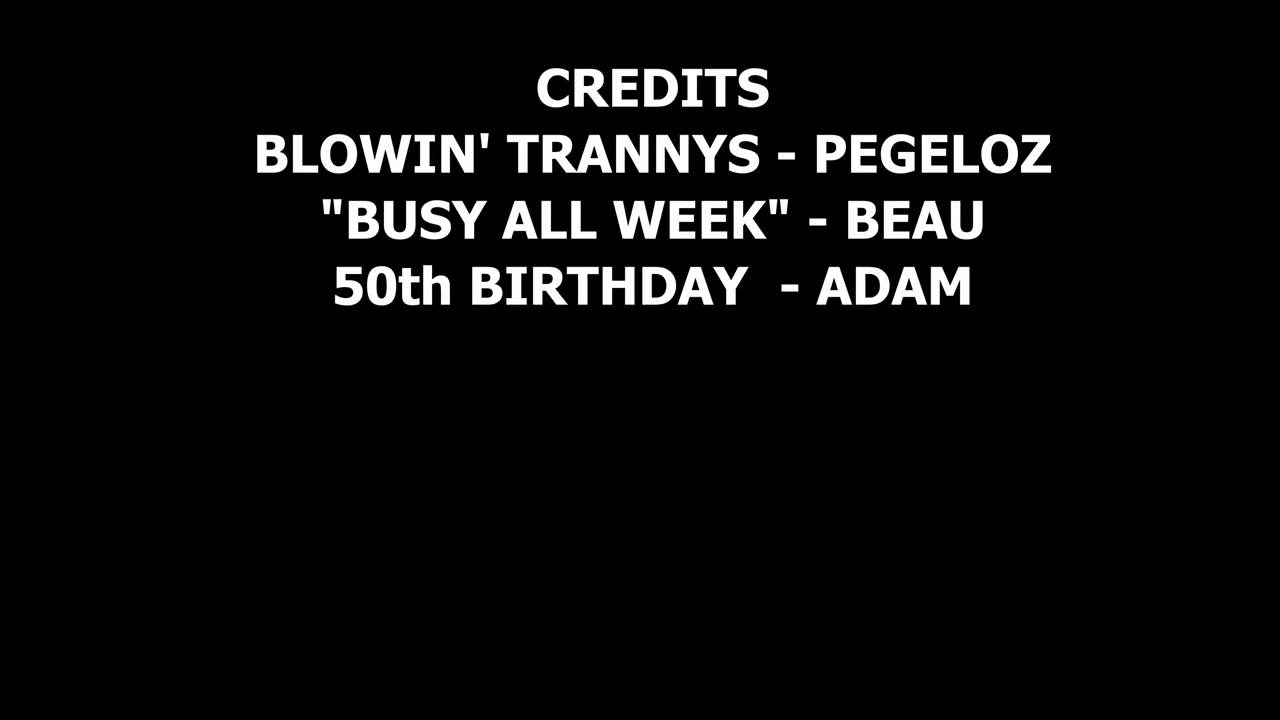 CREDITS
BLOWIN' TRANNYS - PEGELOZ
"BUSY ALL WEEK" - BEAU
50th BIRTHDAY  - ADAM